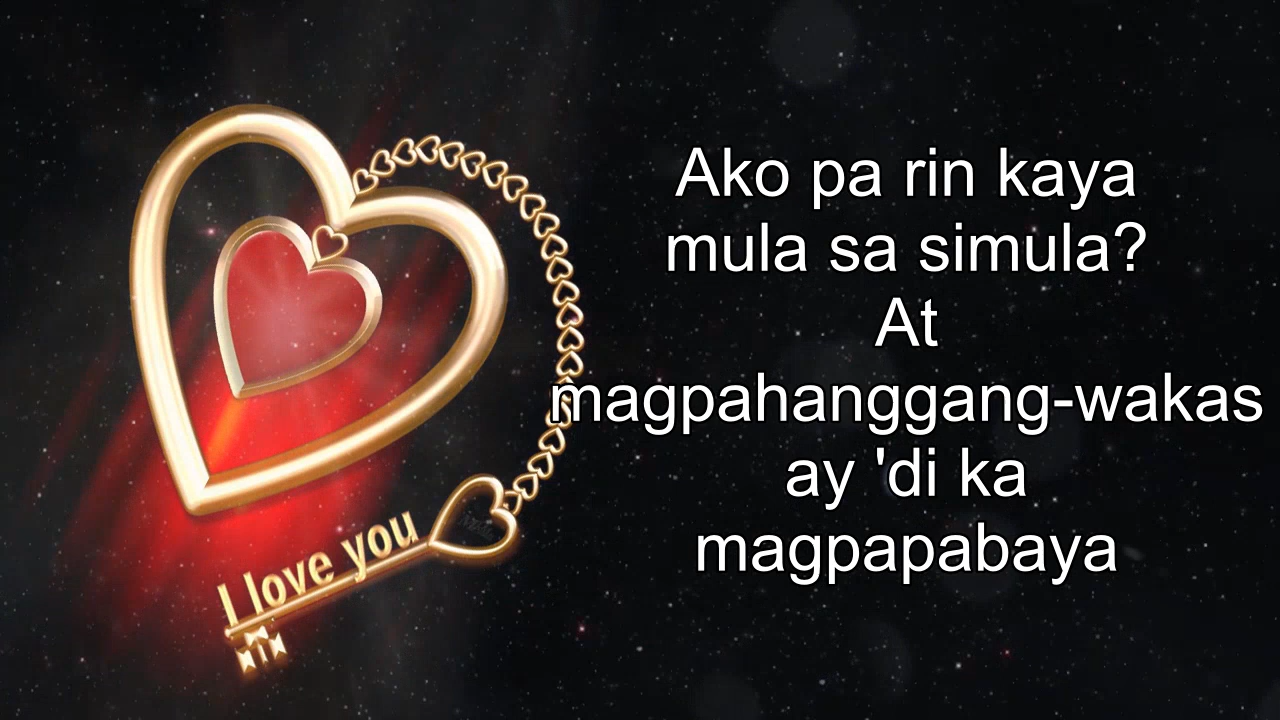 I love you
Ako pa rin kaya
mula sa simula?
At
magpahanggang-wakas
ay 'di ka
magpapabaya